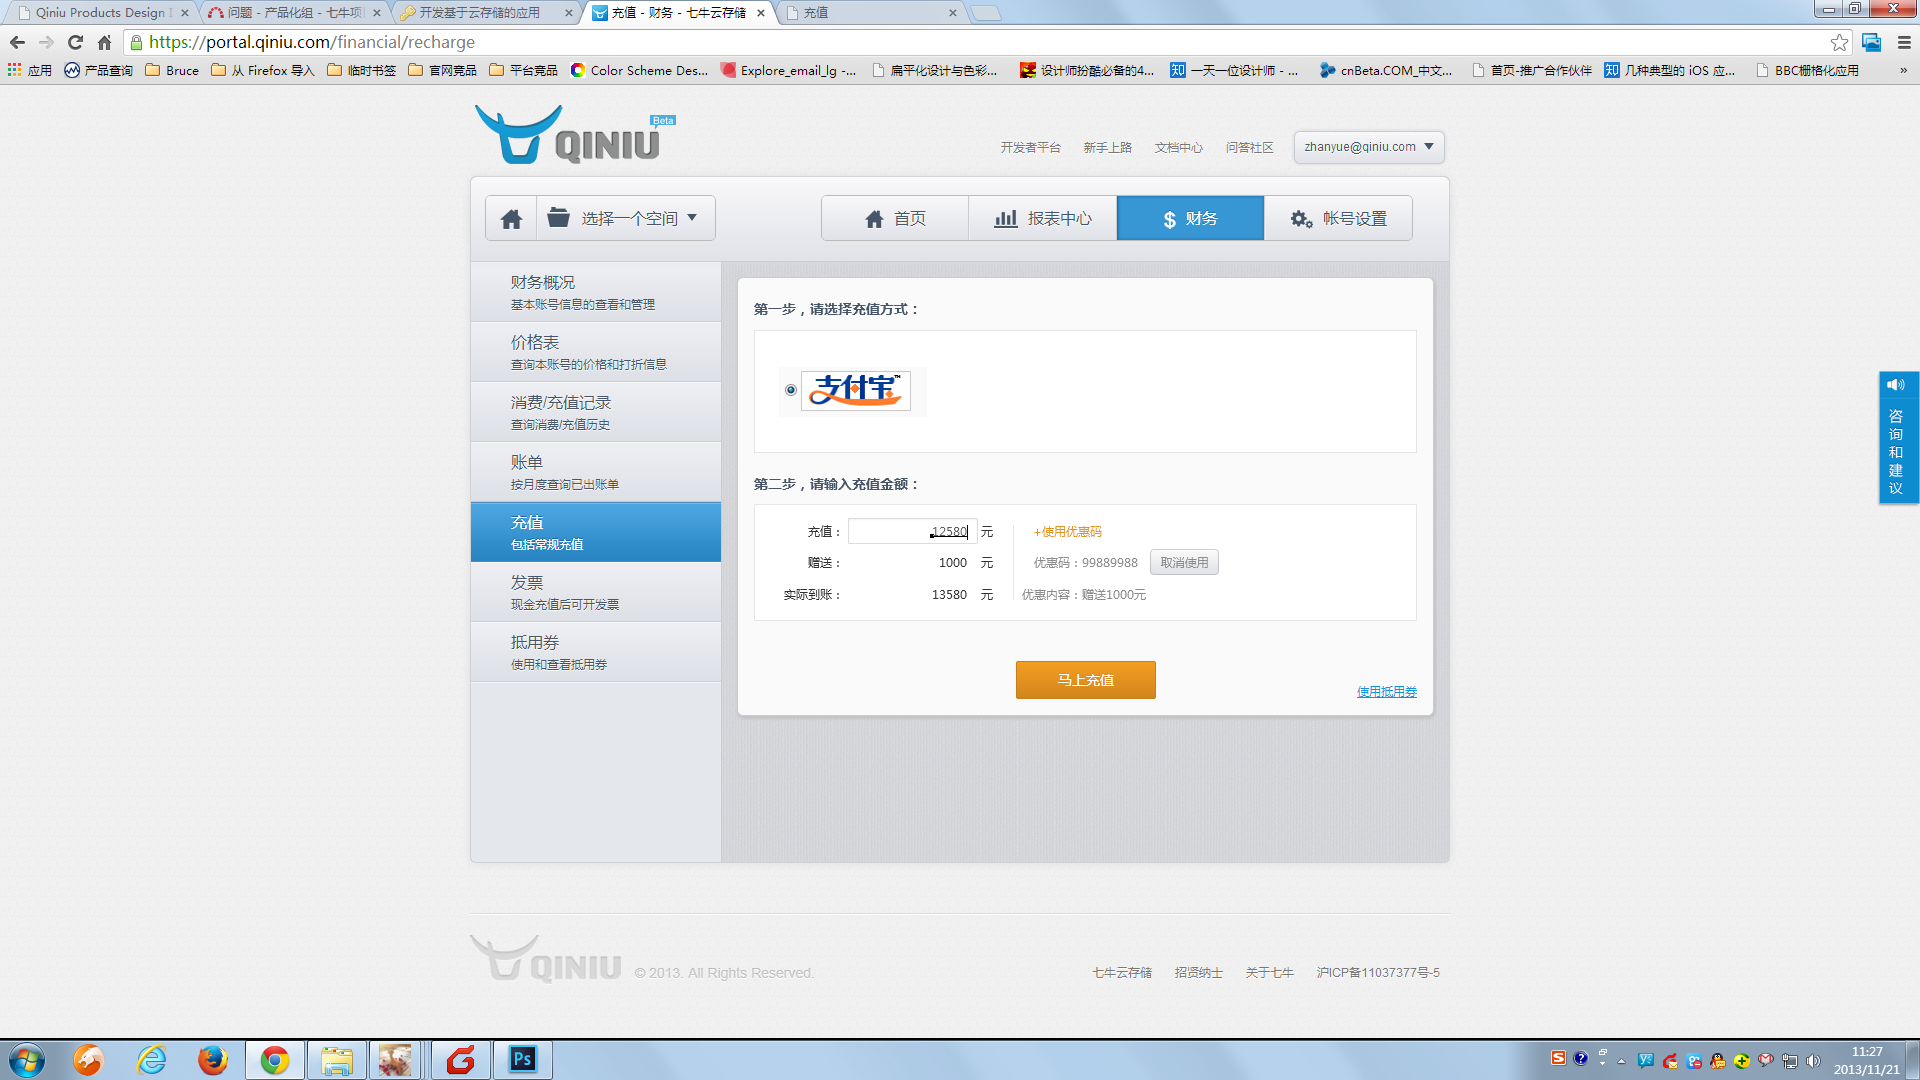 Qiniu Products Design
问题 - 产品化组 - 七牛项
开发基于云存储的应用
充值 - 财务 - 七牛云存储
充值
https://portal.qiniu.com/financial/recharge
应用
产品查询
Bruce
从 Firefox 导入
临时书签
官网竞品
平台竞品
Color Scheme Des...
Explore_email_lg -...
扁平化设计与色彩...
设计师扮酷必备的4...
知
一天一位设计师 - ...
cnBeta.COM_中文...
首页-推广合作伙伴
知
几种典型的 iOS 应...
BBC栅格化应用
»
QINIU
Beta
开发者平台
新手上路
文档中心
问答社区
zhanyue@qiniu.com
选择一个空间
首页
报表中心
$ 财务
帐号设置
财务概况
基本账号信息的查看和管理
价格表
查询本账号的价格和打折信息
消费/充值记录
查询消费/充值历史
账单
按月度查询已出账单
充值
包括常规充值
发票
现金充值后可开发票
抵用券
使用和查看抵用券
第一步，请选择充值方式：
支付宝™
第二步，请输入充值金额：
充值： 12580 元
+使用优惠码
赠送： 1000 元
优惠码：99889988
取消使用
实际到账： 13580 元
优惠内容：赠送1000元
马上充值
使用抵用券
咨询和建议
QINIU
© 2013. All Rights Reserved.
七牛云存储
招贤纳士
关于七牛
沪ICP备11037377号-5
Ps
S
11:27
2013/11/21